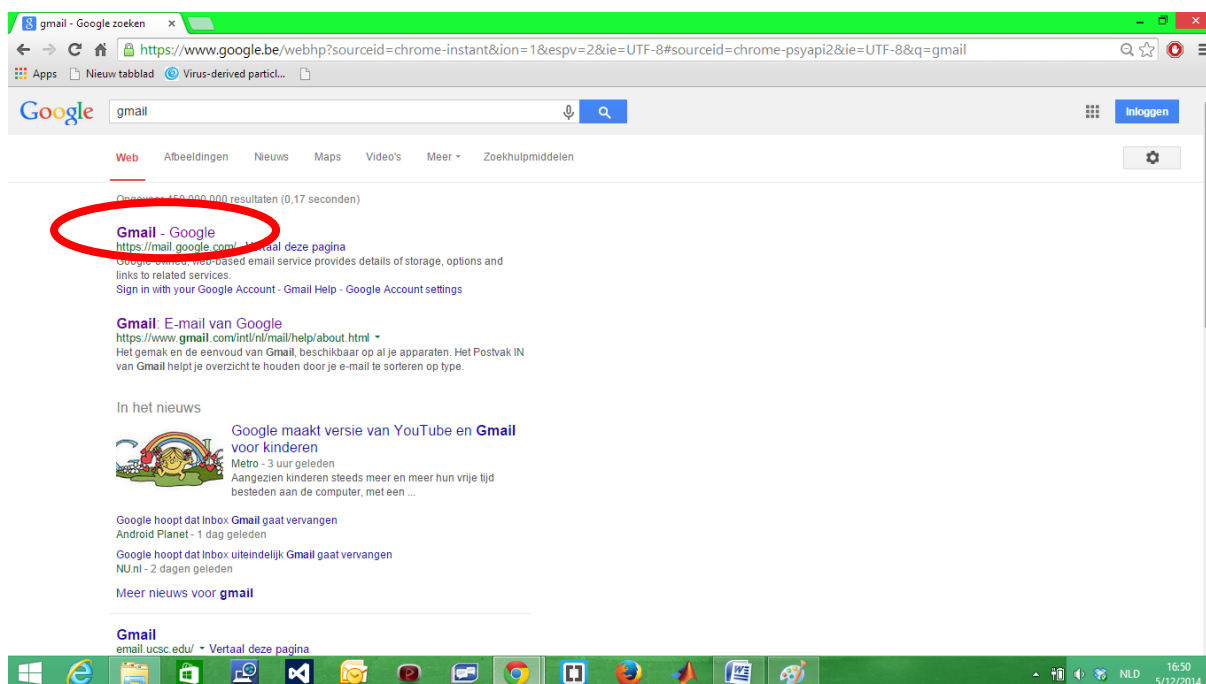 gmail - Google zoeken
https://www.google.be/webhp?sourceid=chrome-instant&ion=1&espv=2&ie=UTF-8#sourceid=chrome-psyapi2&ie=UTF-8&q=gmail
Apps Nieuw tabblad Virus-derived particl...
Google gmail Inloggen
Web Afbeeldingen Nieuws Maps Video's Meer Zoekhulpmiddelen
resultaten (0,17 seconden)
Gmail - Google
https://mail.google.com/ - Vertaal deze pagina
Google-owned, web-based email service provides details of storage, options and
links to related services.
Sign in with your Google Account - Gmail Help - Google Account settings
Gmail: E-mail van Google
https://www.gmail.com/intl/nl/mail/help/about.html
Het gemak en de eenvoud van Gmail, beschikbaar op al je apparaten. Het Postvak IN
van Gmail helpt je overzicht te houden door je e-mail te sorteren op type.
In het nieuws
Google maakt versie van YouTube en Gmail
voor kinderen
Metro - 3 uur geleden
Aangezien kinderen steeds meer en meer hun vrije tijd
besteden aan de computer, met een ...
Google hoopt dat Inbox Gmail gaat vervangen
Android Planet - 1 dag geleden
Google hoopt dat Inbox uiteindelijk Gmail gaat vervangen
NU.nl - 2 dagen geleden
Meer nieuws voor gmail
Gmail
email.ucsc.edu/ Vertaal deze pagina
NLD 16:50
5/12/2014